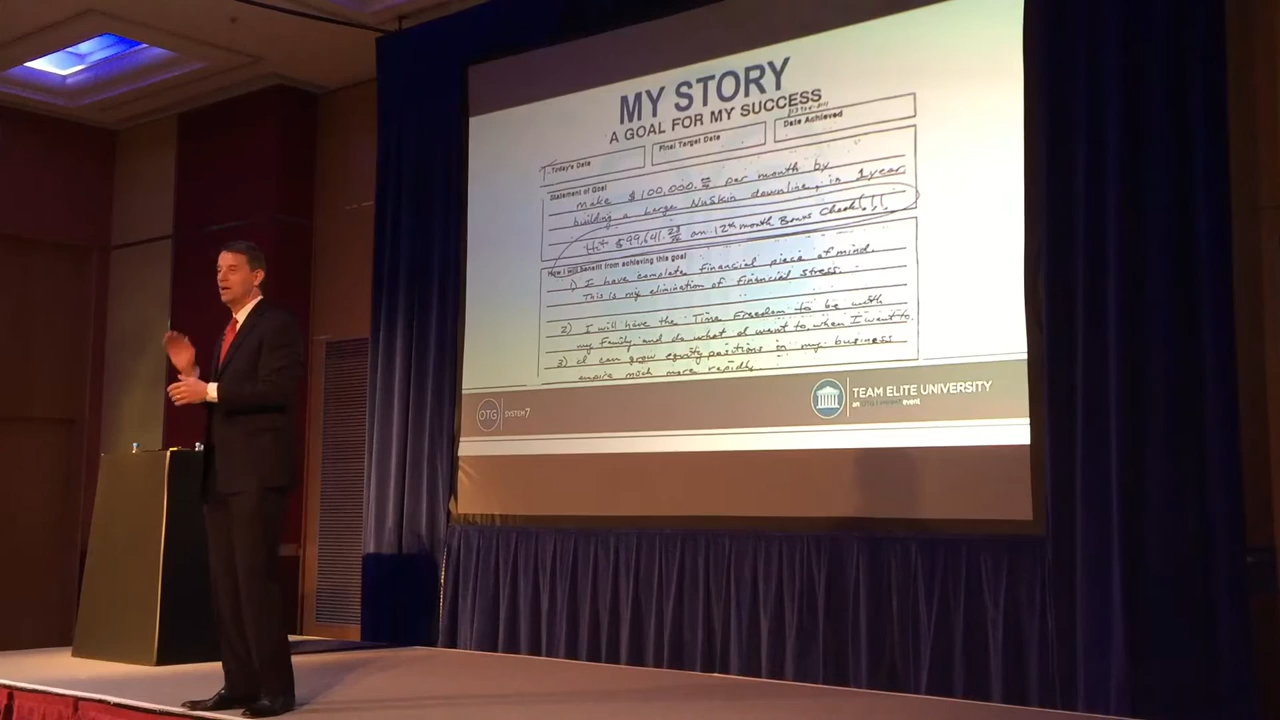 MY STORY
A GOAL FOR MY SUCCESS
Today's Date
Final Target Date
Date Achieved
Statement of Goal
make $100,000.00 per month by
building a large NuSkin downline, in 1 year.
Hit $99,641.23 on 12th month Bonus Check!!!
How I will benefit from achieving this goal
1) I have complete financial piece of mind.
This is my elimination of financial stress.
2) I will have the Time Freedom to be with
my family and do what I want to, when I want to.
3) I can grow equity positions in my business
empire much more rapidly.
OTG
SYSTEM7
TEAM ELITE UNIVERSITY
an event